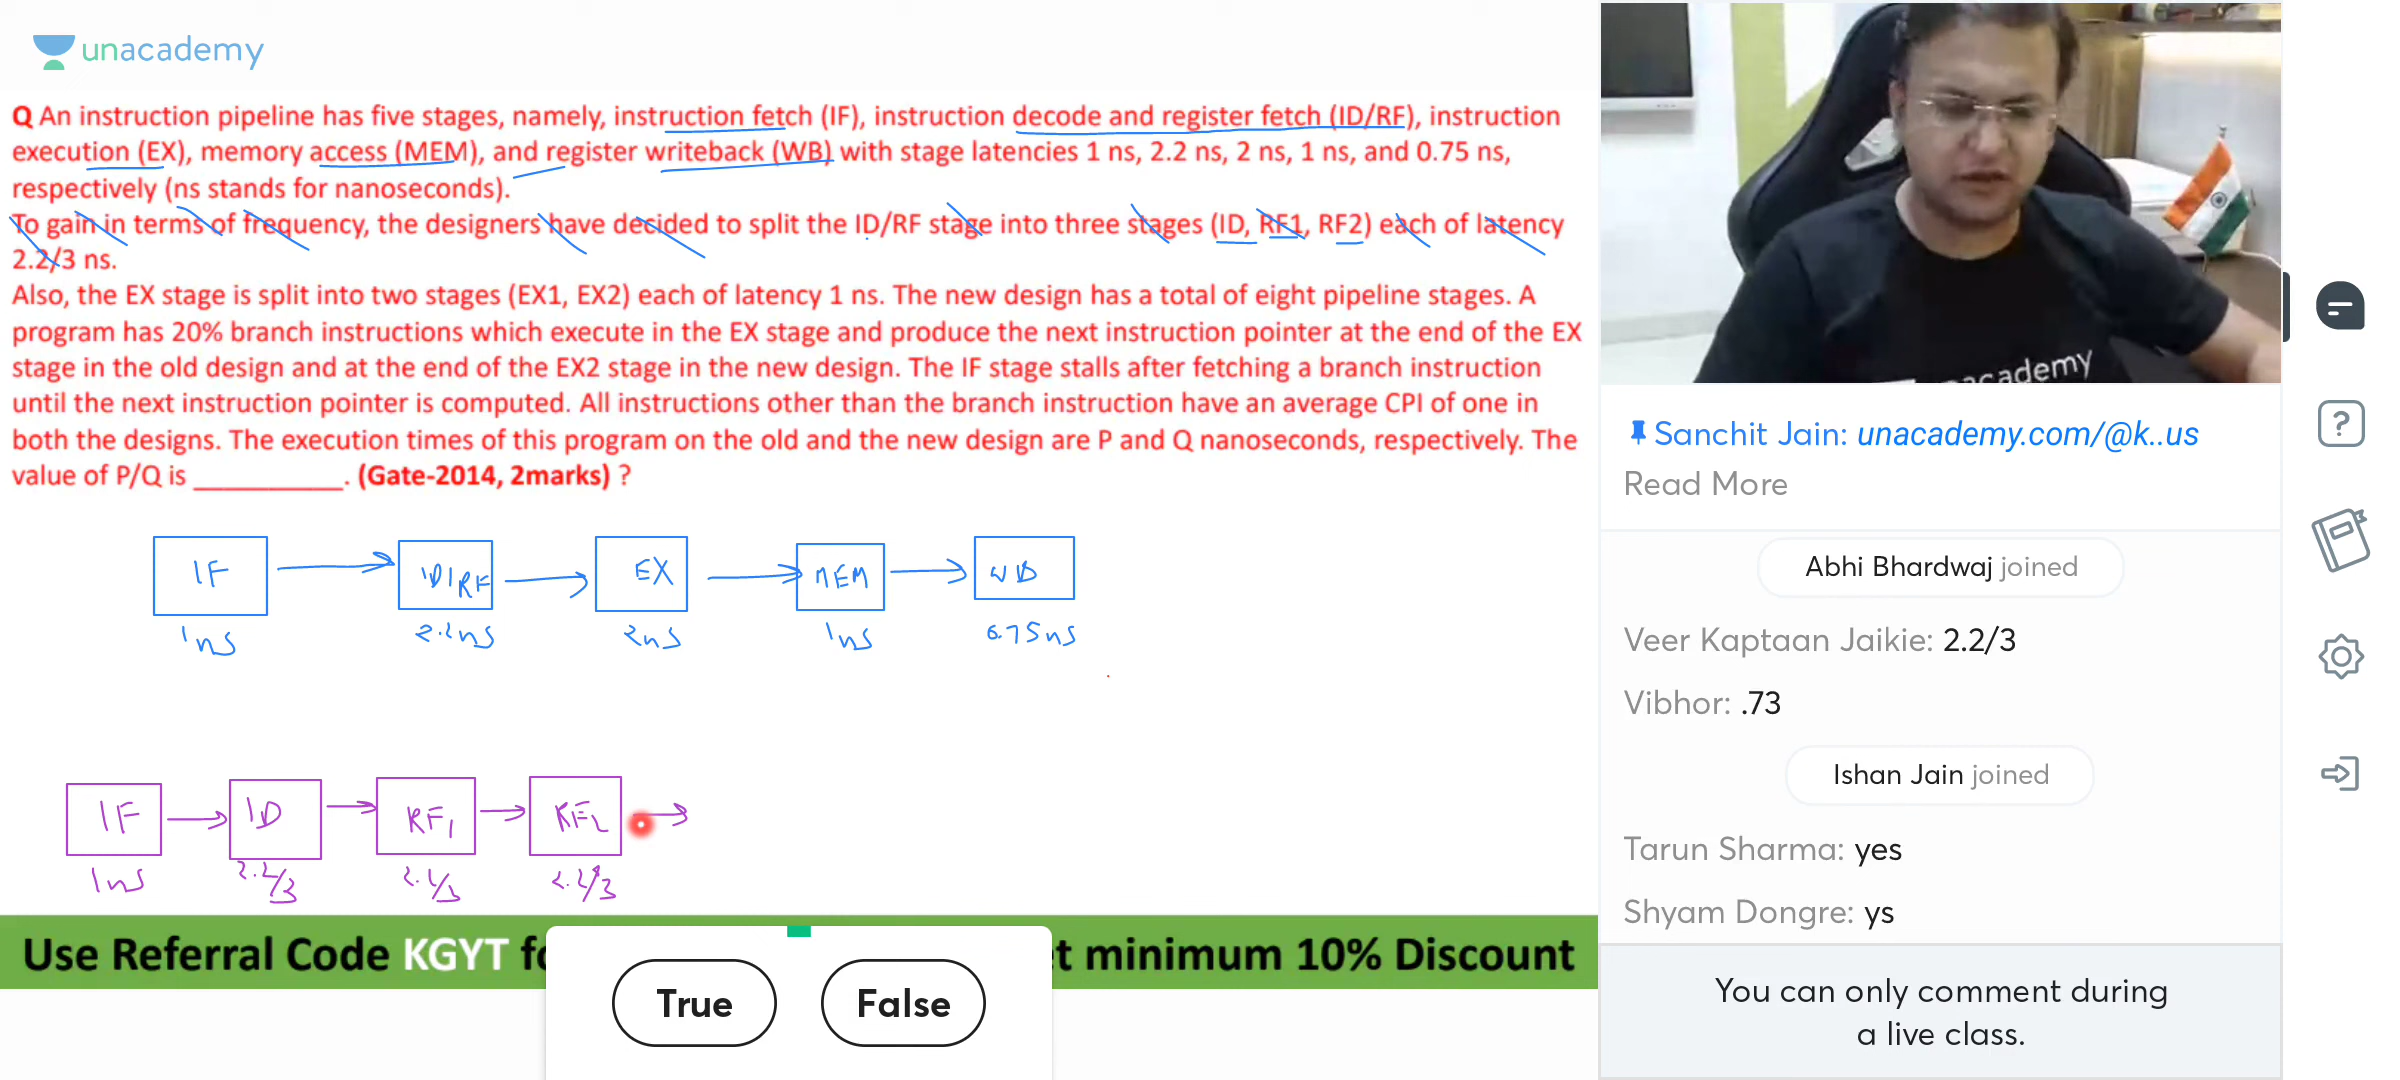 unacademy
Q An instruction pipeline has five stages, namely, instruction fetch (IF), instruction decode and register fetch (ID/RF), instruction
execution (EX), memory access (MEM), and register writeback (WB) with stage latencies 1 ns, 2.2 ns, 2 ns, 1 ns, and 0.75 ns,
respectively (ns stands for nanoseconds).
To gain in terms of frequency, the designers have decided to split the ID/RF stage into three stages (ID, RF1, RF2) each of latency
2.2/3 ns.
Also, the EX stage is split into two stages (EX1, EX2) each of latency 1 ns. The new design has a total of eight pipeline stages. A
program has 20% branch instructions which execute in the EX stage and produce the next instruction pointer at the end of the EX
stage in the old design and at the end of the EX2 stage in the new design. The IF stage stalls after fetching a branch instruction
until the next instruction pointer is computed. All instructions other than the branch instruction have an average CPI of one in
both the designs. The execution times of this program on the old and the new design are P and Q nanoseconds, respectively. The
value of P/Q is __________. (Gate-2014, 2marks) ?
IF ID/RF EX MEM WB
1ns 2.2ns 2ns 1ns 0.75ns
IF ID RF1 RF2
1ns 2.2/3 2.2/3 2.2/3
Use Referral Code KGYT minimum 10% Discount
True False
unacademy
Sanchit Jain: unacademy.com/@k..us
Read More
Abhi Bhardwaj joined
Veer Kaptaan Jaikie: 2.2/3
Vibhor: .73
Ishan Jain joined
Tarun Sharma: yes
Shyam Dongre: ys
You can only comment during
a live class.